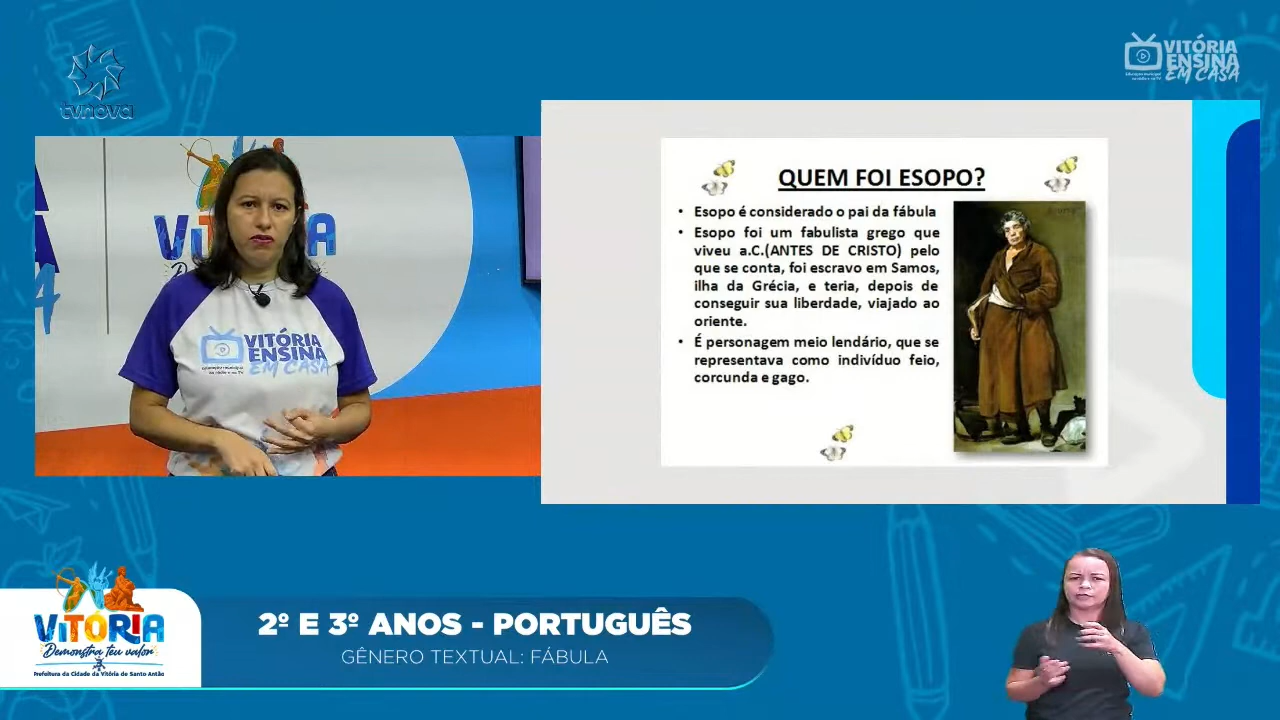 tvnova
VITÓRIA
ENSINA
EM CASA
VITÓRIA
VITÓRIA
ENSINA
EM CASA
QUEM FOI ESOPO?
• Esopo é considerado o pai da fábula
• Esopo foi um fabulista grego que
viveu a.C.(ANTES DE CRISTO) pelo
que se conta, foi escravo em Samos,
ilha da Grécia, e teria, depois de
conseguir sua liberdade, viajado ao
oriente.
• É personagem meio lendário, que se
representava como indivíduo feio,
corcunda e gago.
VITÓRIA
Demonstra teu valor
Prefeitura da Cidade da Vitória de Santo Antão
2º E 3º ANOS - PORTUGUÊS
GÊNERO TEXTUAL: FÁBULA